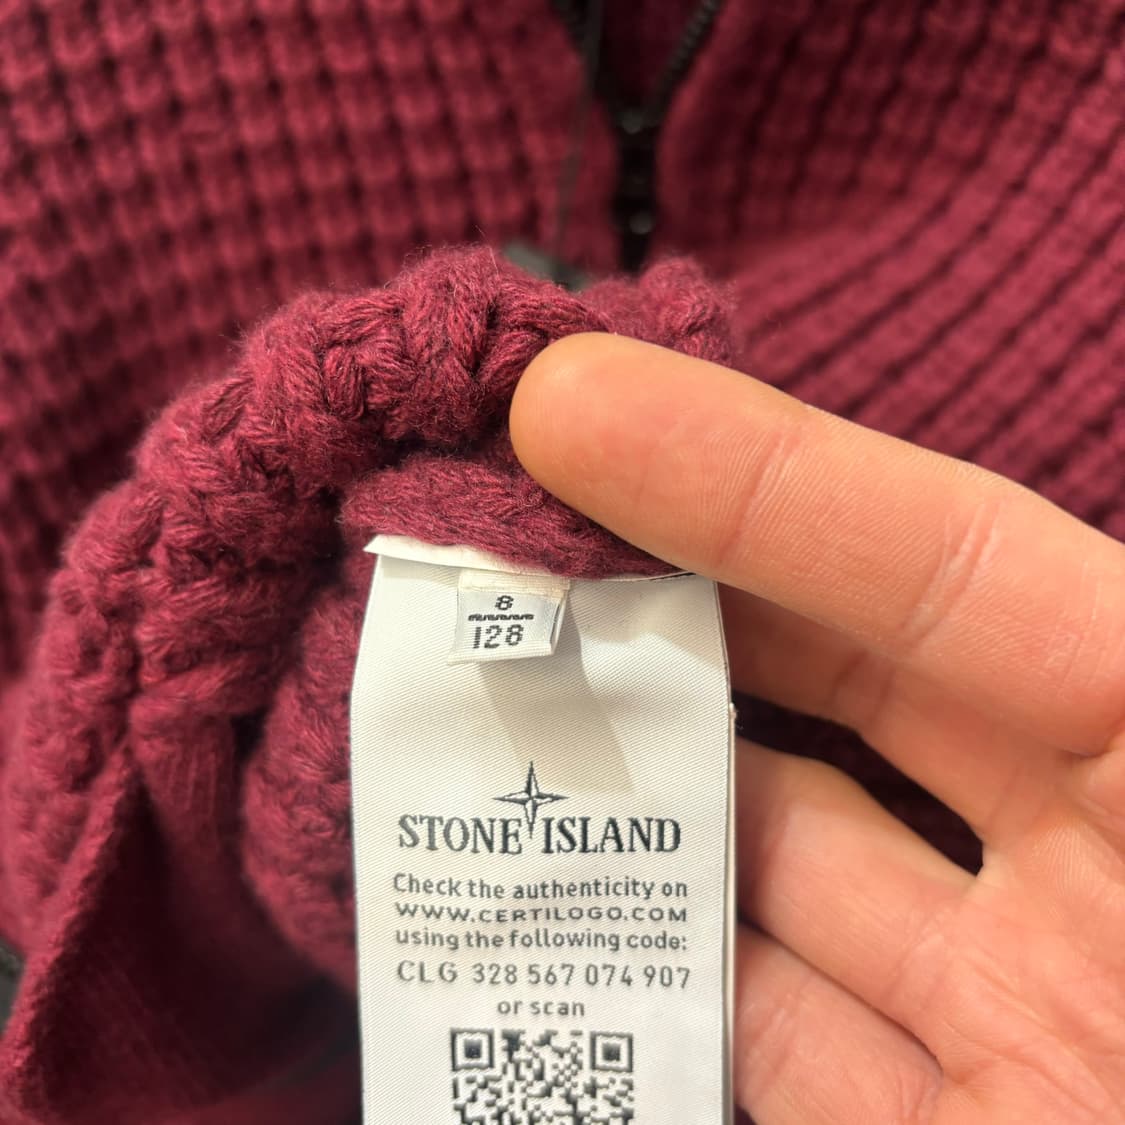 8
128
STONE ISLAND
Check the authenticity on
WWW.CERTILOGO.COM
using the following code:
CLG 328 567 074 907
or scan